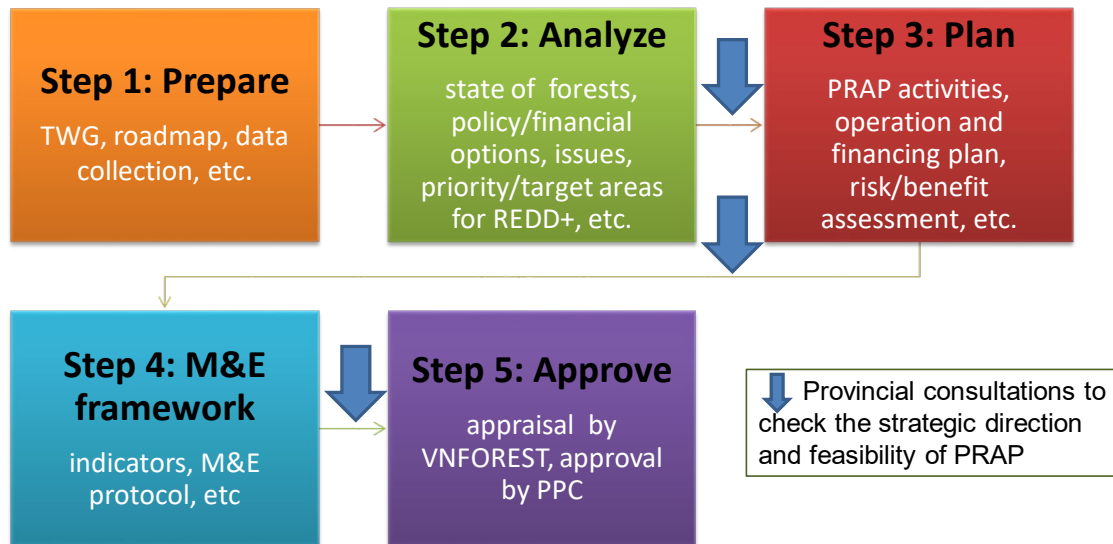 Step 1: Prepare
TWG, roadmap, data
collection, etc.
Step 2: Analyze
state of forests,
policy/financial
options, issues,
priority/target areas
for REDD+, etc.
Step 3: Plan
PRAP activities,
operation and
financing plan,
risk/benefit
assessment, etc.
Step 4: M&E
framework
indicators, M&E
protocol, etc
Step 5: Approve
appraisal by
VNFOREST, approval
by PPC
Provincial consultations to
check the strategic direction
and feasibility of PRAP